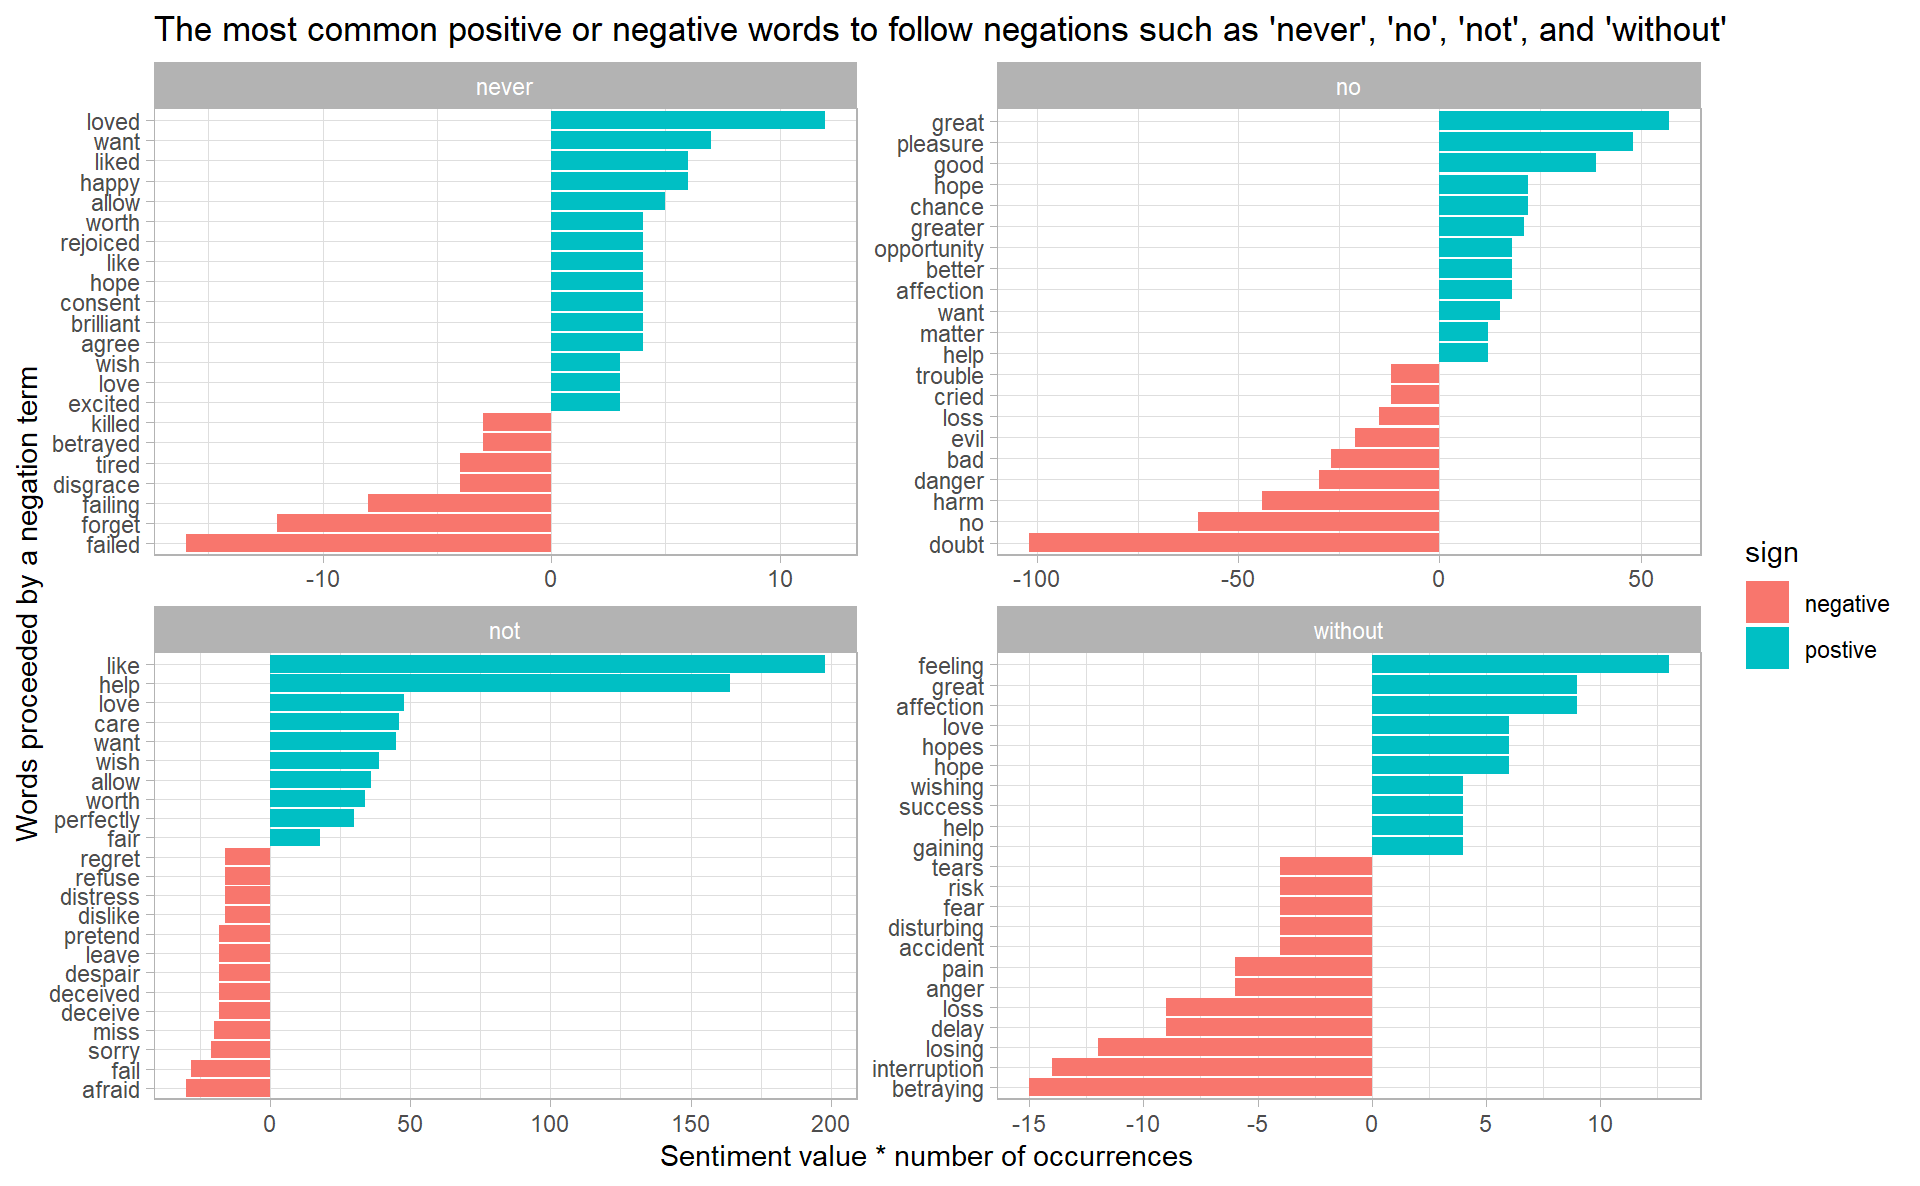 The most common positive or negative words to follow negations such as 'never', 'no', 'not', and 'without'
Words proceeded by a negation term
never
loved
want
liked
happy
allow
worth
rejoiced
like
hope
consent
brilliant
agree
wish
love
excited
killed
betrayed
tired
disgrace
failing
forget
failed
-10 0 10
no
great
pleasure
good
hope
chance
greater
opportunity
better
affection
want
matter
help
trouble
cried
loss
evil
bad
danger
harm
no
doubt
-100 -50 0 50
not
like
help
love
care
want
wish
allow
worth
perfectly
fair
regret
refuse
distress
dislike
pretend
leave
despair
deceived
deceive
miss
sorry
fail
afraid
0 50 100 150 200
without
feeling
great
affection
love
hopes
hope
wishing
success
help
gaining
tears
risk
fear
disturbing
accident
pain
anger
loss
delay
losing
interruption
betraying
-15 -10 -5 0 5 10
Sentiment value * number of occurrences
sign
negative
postive